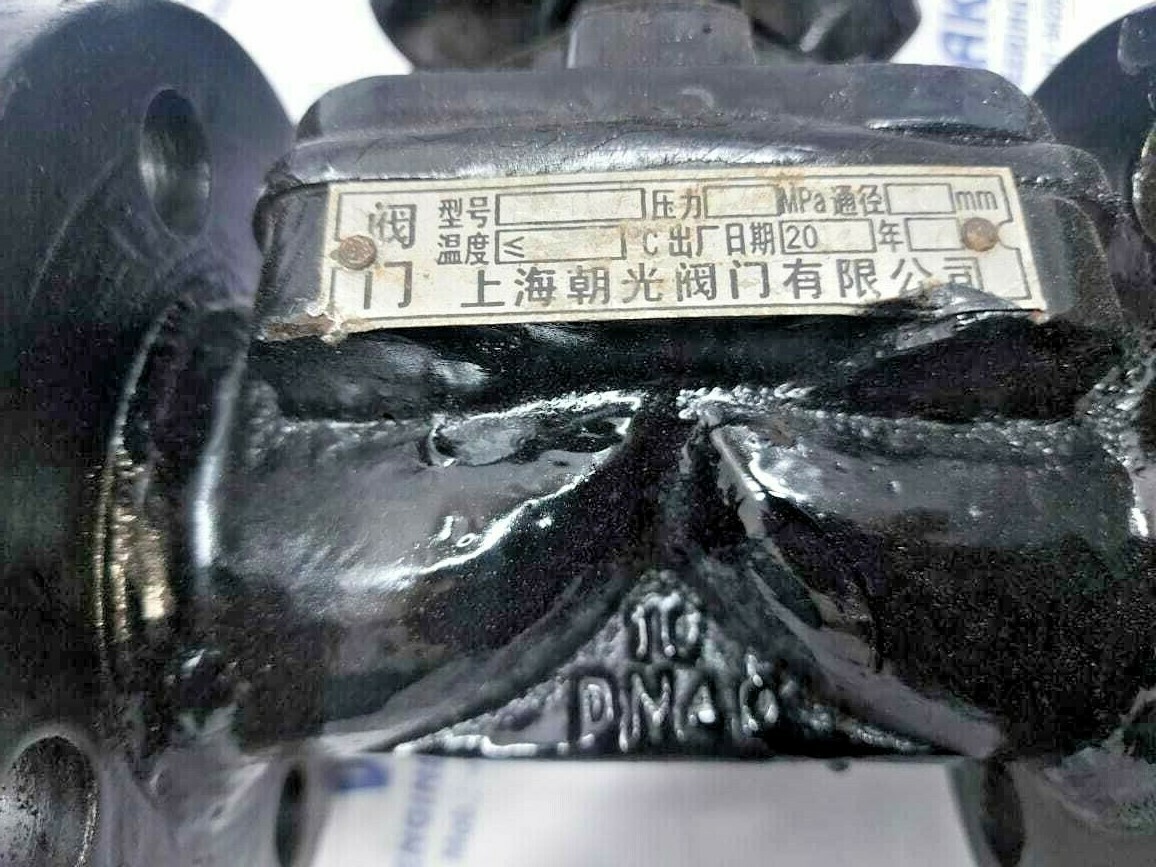 阀门
型号 压力 MPa 通径 mm
温度 ≤ ℃ 出厂日期 20 年
上海朝光阀门有限公司
10
DN40